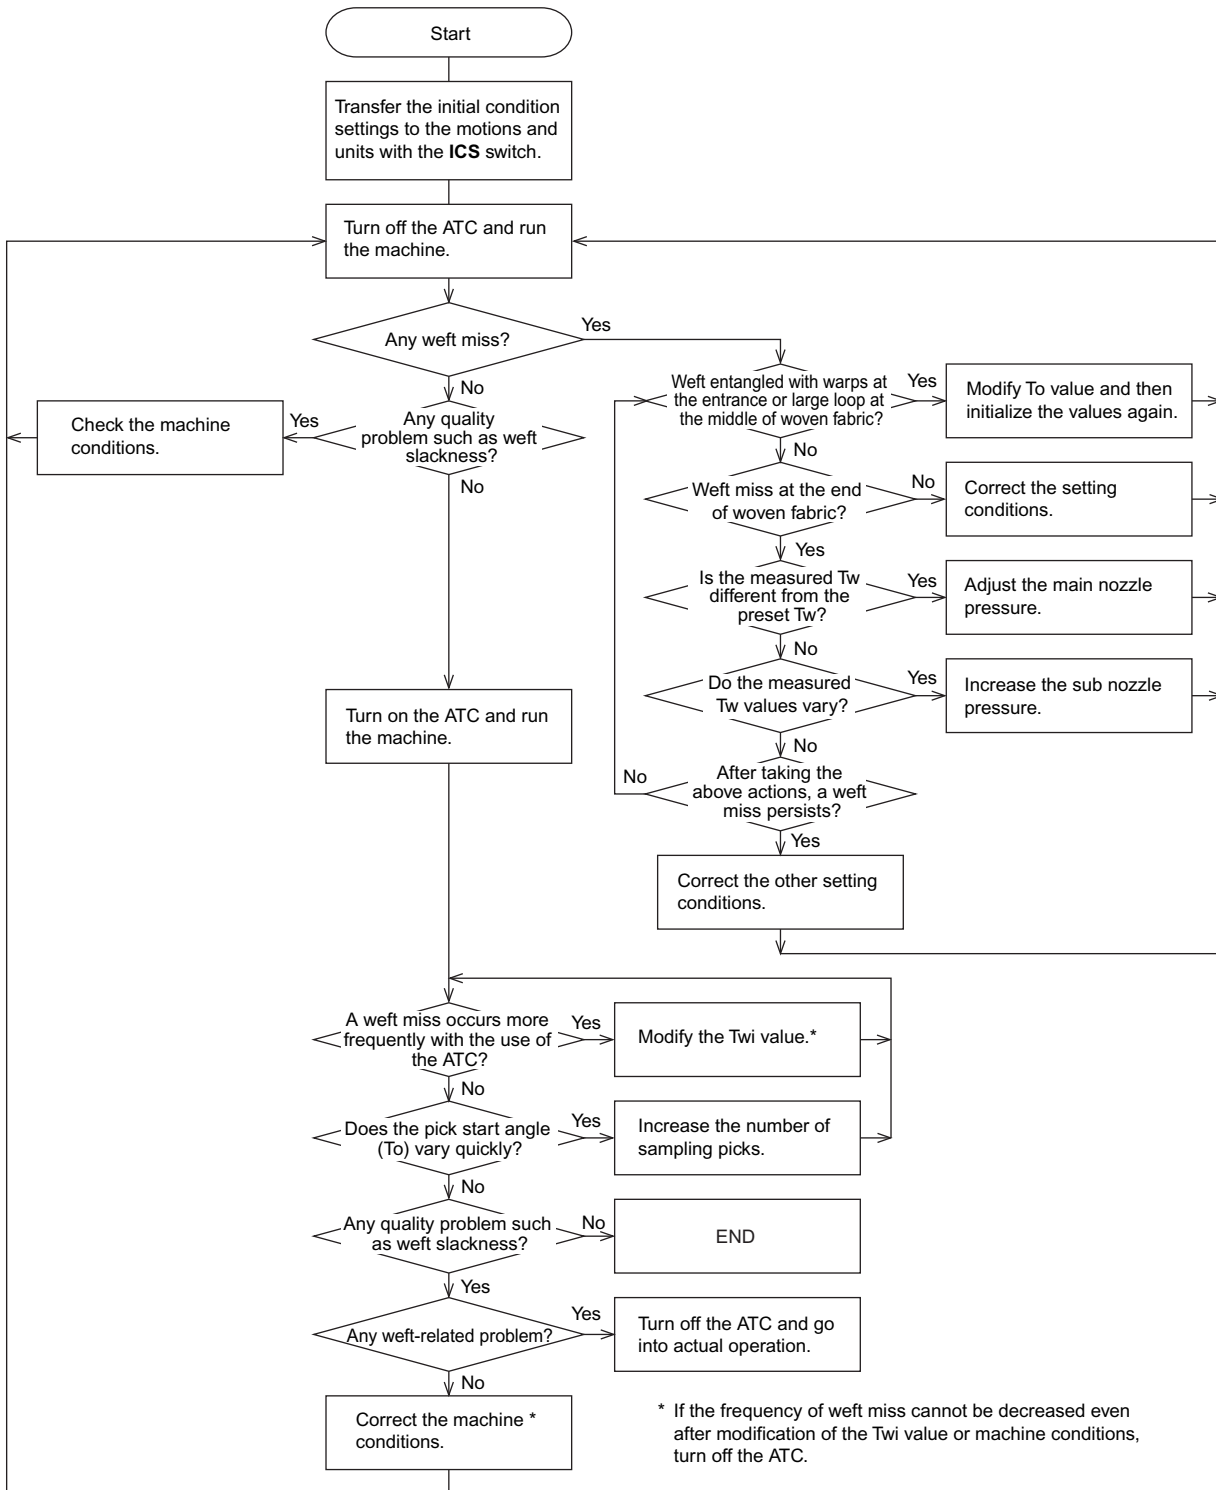 Start
Transfer the initial condition
settings to the motions and
units with the ICS switch.
Turn off the ATC and run
the machine.
Any weft miss?
Yes
No
Any quality
problem such as weft
slackness?
Yes
No
Check the machine
conditions.
Weft entangled with warps at
the entrance or large loop at
the middle of woven fabric?
Yes
No
Modify To value and then
initialize the values again.
Weft miss at the end
of woven fabric?
No
Yes
Correct the setting
conditions.
Is the measured Tw
different from the
preset Tw?
Yes
No
Adjust the main nozzle
pressure.
Do the measured
Tw values vary?
Yes
No
Increase the sub nozzle
pressure.
After taking the
above actions, a weft
miss persists?
No
Yes
Correct the other setting
conditions.
Turn on the ATC and run
the machine.
A weft miss occurs more
frequently with the use of
the ATC?
Yes
No
Modify the Twi value.*
Does the pick start angle
(To) vary quickly?
Yes
No
Increase the number of
sampling picks.
Any quality problem such
as weft slackness?
No
Yes
END
Any weft-related problem?
Yes
No
Turn off the ATC and go
into actual operation.
Correct the machine *
conditions.
* If the frequency of weft miss cannot be decreased even
after modification of the Twi value or machine conditions,
turn off the ATC.